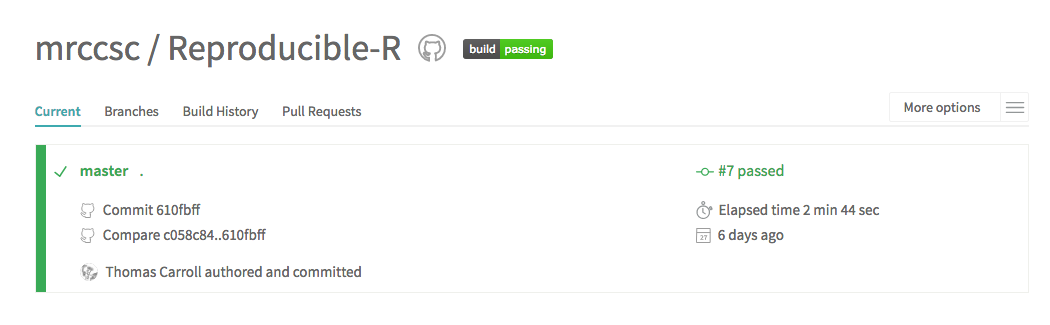 mrccsc / Reproducible-R build passing
Current Branches Build History Pull Requests More options
master . #7 passed
Commit 610fbff Elapsed time 2 min 44 sec
Compare c058c84..610fbff 27 6 days ago
Thomas Carroll authored and committed